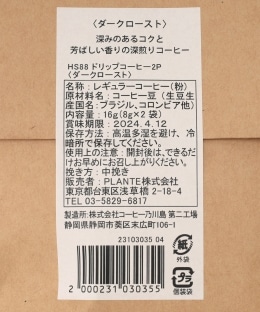 〈ダークロースト〉
深みのあるコクと
芳ばしい香りの深煎りコーヒー
HS88 ドリップコーヒー2P
〈ダークロースト〉
名称：レギュラーコーヒー(粉)
原材料名：コーヒー豆（生豆生
産国名：ブラジル、コロンビア他）
内容量：16g(8g×2袋)
賞味期限：2024.4.12
保存方法：高温多湿を避け、冷
暗所で保存してください。
使用上の注意：開封後は、できるだ
けお早めにお召し上がりください。
挽き方：中挽き
販売者：PLANTE株式会社
東京都台東区浅草橋2-18-4
TEL 03-5829-6817
製造所：株式会社コーヒー乃川島 第二工場
静岡県静岡市葵区末広町106-1
23103035 04
紙
外袋
プラ
個装袋
2 000231 030355